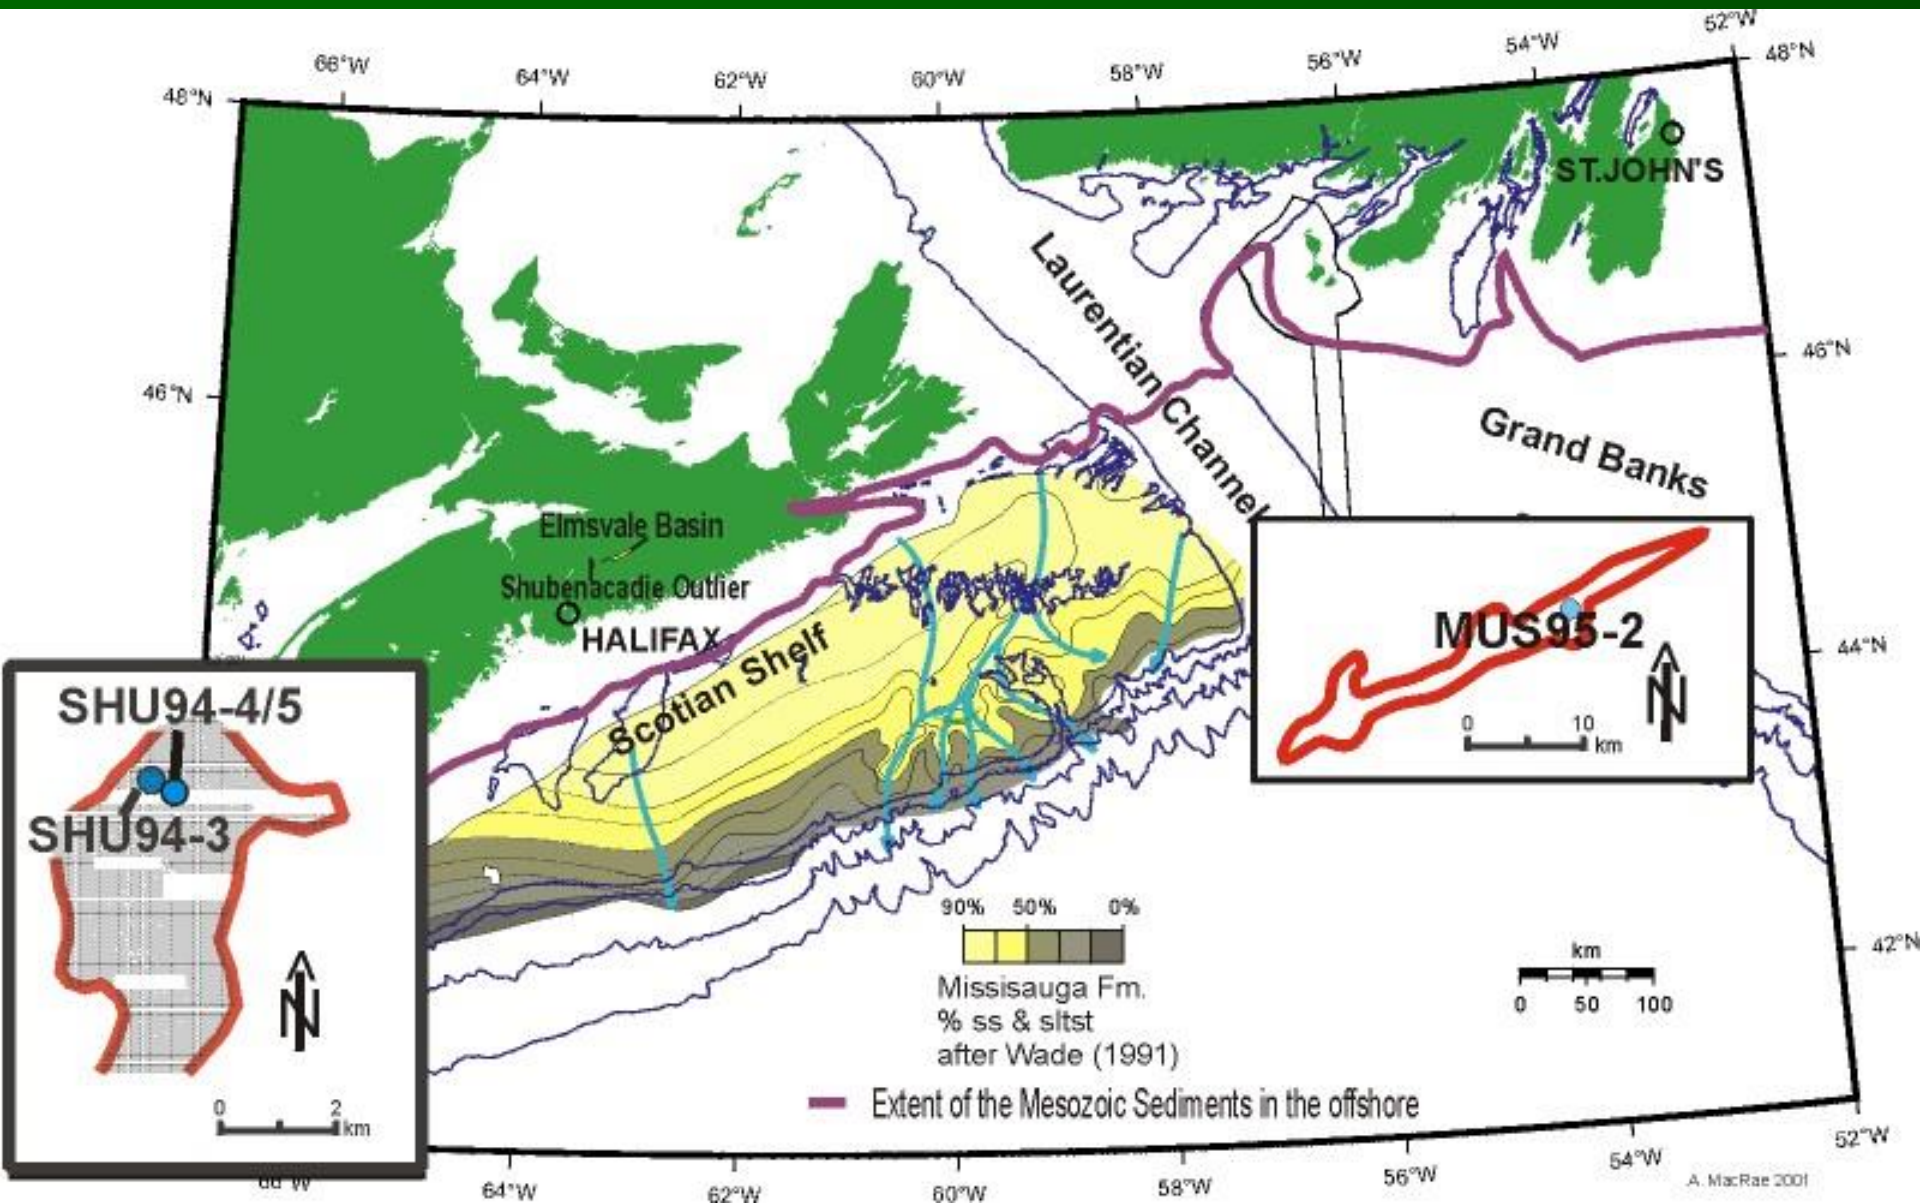 52°W
66°W
64°W
62°W
60°W
58°W
56°W
54°W
48°N
48°N
ST.JOHN'S
Laurentian Channel
46°N
46°N
Grand Banks
Elmsvale Basin
Shubenacadie Outlier
HALIFAX
Scotian Shelf
MUS95-2
N
0 10
km
44°N
SHU94-4/5
SHU94-3
N
0 2
km
90% 50% 0%
Missisauga Fm.
% ss & sltst
after Wade (1991)
42°N
km
0 50 100
Extent of the Mesozoic Sediments in the offshore
64°W
62°W
60°W
58°W
56°W
54°W
52°W
A. MacRae 2001